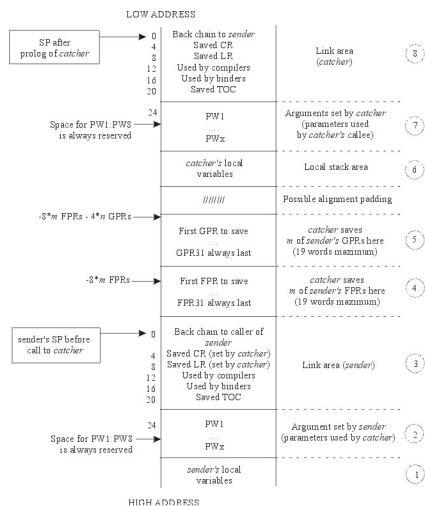 LOW ADDRESS
SP after
prolog of catcher
0
4
8
12
16
20
Back chain to sender
Saved CR
Saved LR
Used by compilers
Used by binders
Saved TOC
Link area
(catcher)
8
24
Space for PW1:PW8
is always reserved
PW1
...
PWx
Arguments set by catcher
(parameters used
by catcher's callee)
7
catcher's local
variables
Local stack area
6
////////
Possible alignment padding
-8*m FPRs - 4*n GPRs
First GPR to save
...
GPR31 always last
catcher saves
m of sender's GPRs here
(19 words maximum)
5
-8*m FPRs
First FPR to save
...
FPR31 always last
catcher saves
m of sender's FPRs here
(19 words maximum)
4
sender's SP before
call to catcher
0
4
8
12
16
20
Back chain to caller of
sender
Saved CR (set by catcher)
Saved LR (set by catcher)
Used by compilers
Used by binders
Saved TOC
Link area (sender)
3
24
Space for PW1:PW8
is always reserved
PW1
...
PWx
Argument set by sender
(parameters used by catcher)
2
sender's local
variables
1
HIGH ADDRESS